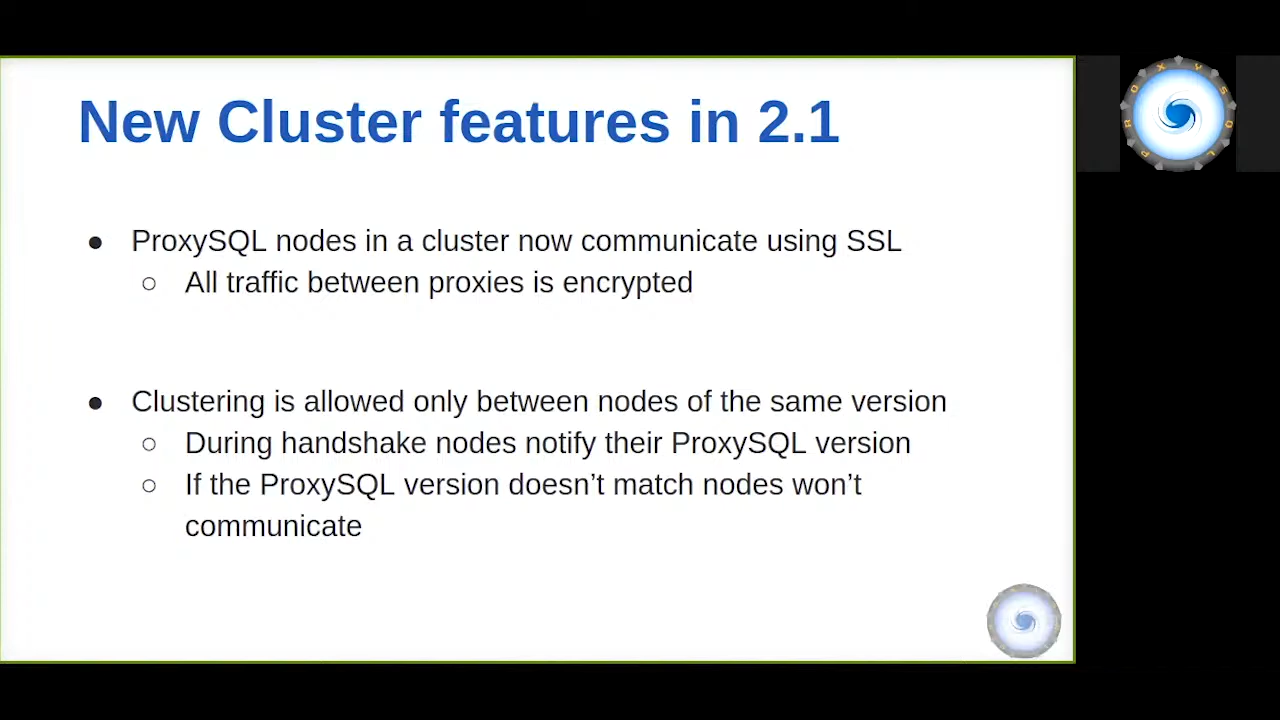 New Cluster features in 2.1
● ProxySQL nodes in a cluster now communicate using SSL
○ All traffic between proxies is encrypted
● Clustering is allowed only between nodes of the same version
○ During handshake nodes notify their ProxySQL version
○ If the ProxySQL version doesn’t match nodes won’t
communicate
PROXYSQL